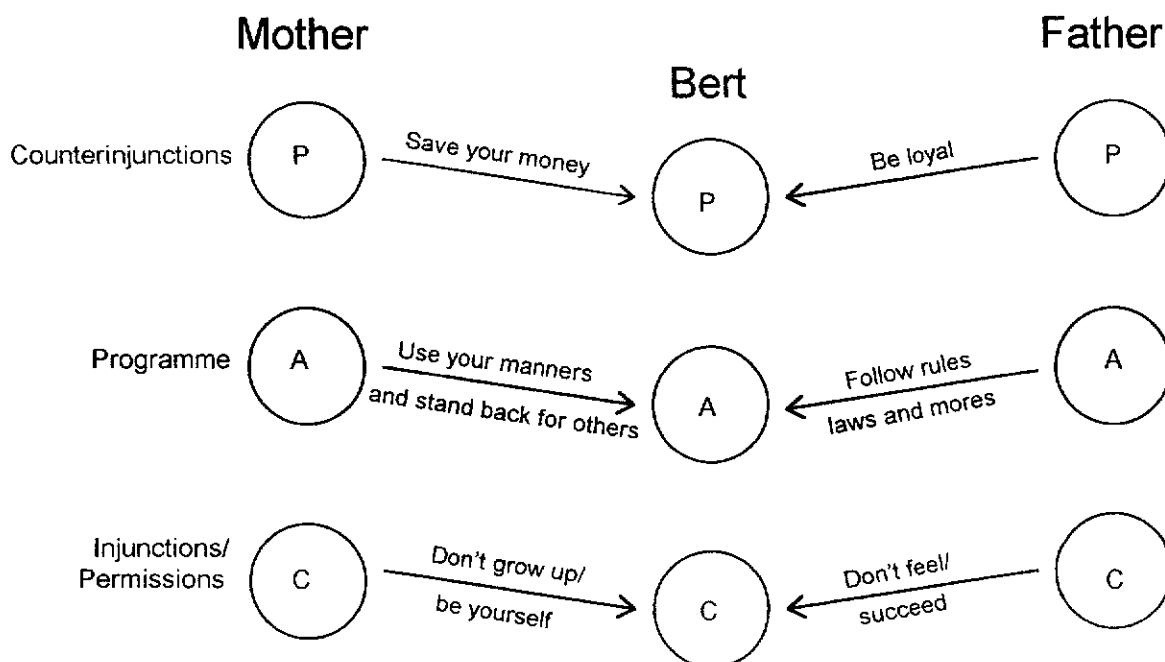 Mother
Father
Bert
Counterinjunctions
P
Save your money
P
Be loyal
P
Programme
A
Use your manners
and stand back for others
A
Follow rules
laws and mores
A
Injunctions/
Permissions
C
Don't grow up/
be yourself
C
Don't feel/
succeed
C